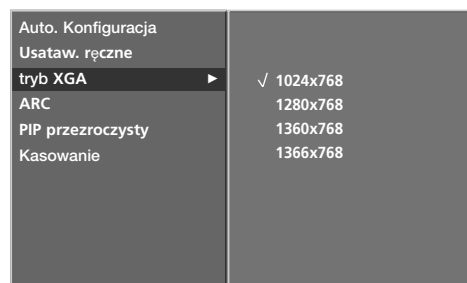 Auto. Konfiguracja
Usataw. ręczne
tryb XGA ►
ARC
PIP przezroczysty
Kasowanie
√ 1024x768
1280x768
1360x768
1366x768